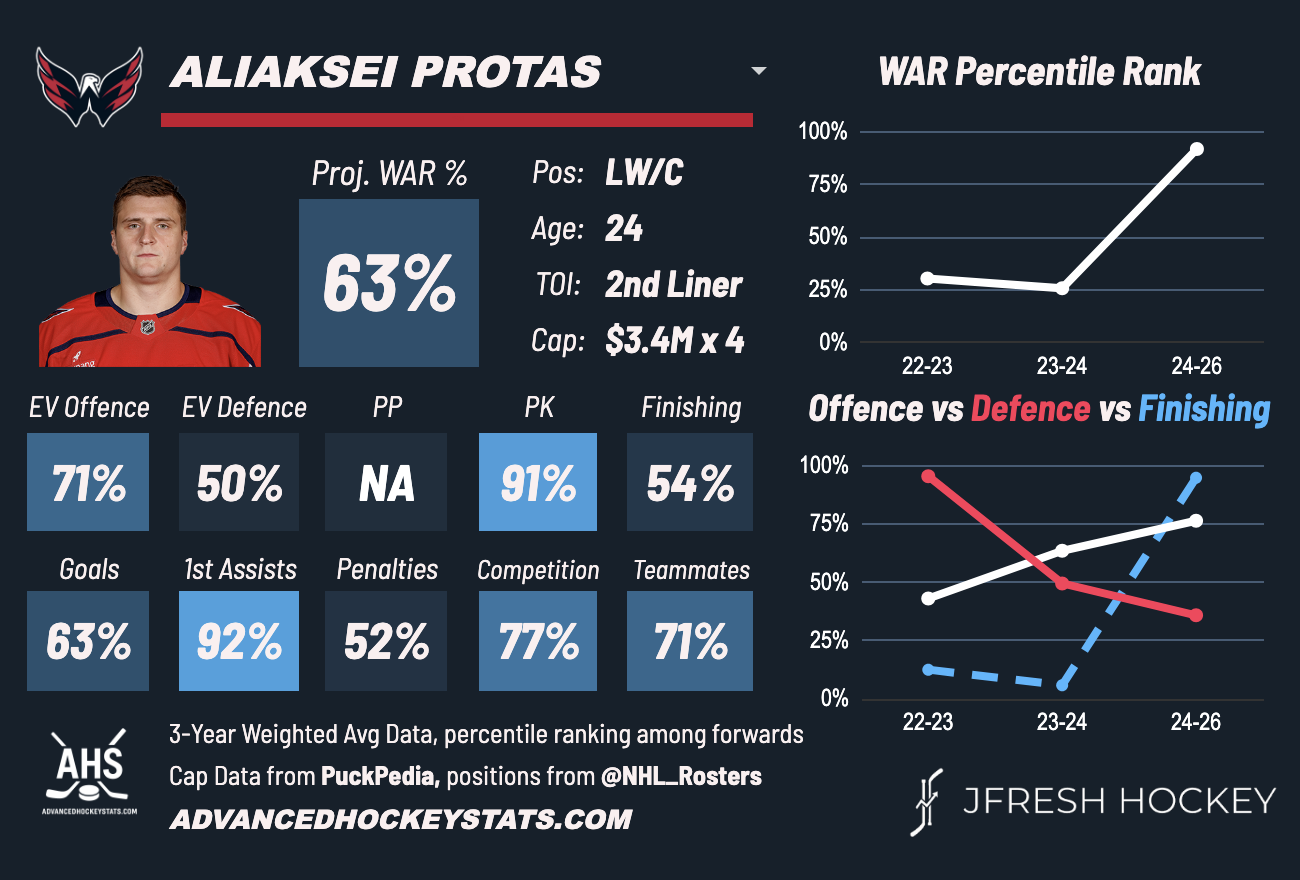 ALIAKSEI PROTAS
Proj. WAR %
63%
Pos: LW/C
Age: 24
TOI: 2nd Liner
Cap: $3.4M x 4
EV Offence EV Defence PP PK Finishing
71% 50% NA 91% 54%
Goals 1st Assists Penalties Competition Teammates
63% 92% 52% 77% 71%
WAR Percentile Rank
100%
75%
50%
25%
0%
22-23 23-24 24-26
Offence vs Defence vs Finishing
100%
75%
50%
25%
0%
22-23 23-24 24-26
AHS
ADVANCEDHOCKEYSTATS.COM
3-Year Weighted Avg Data, percentile ranking among forwards
Cap Data from PuckPedia, positions from @NHL_Rosters
ADVANCEDHOCKEYSTATS.COM
JFRESH HOCKEY